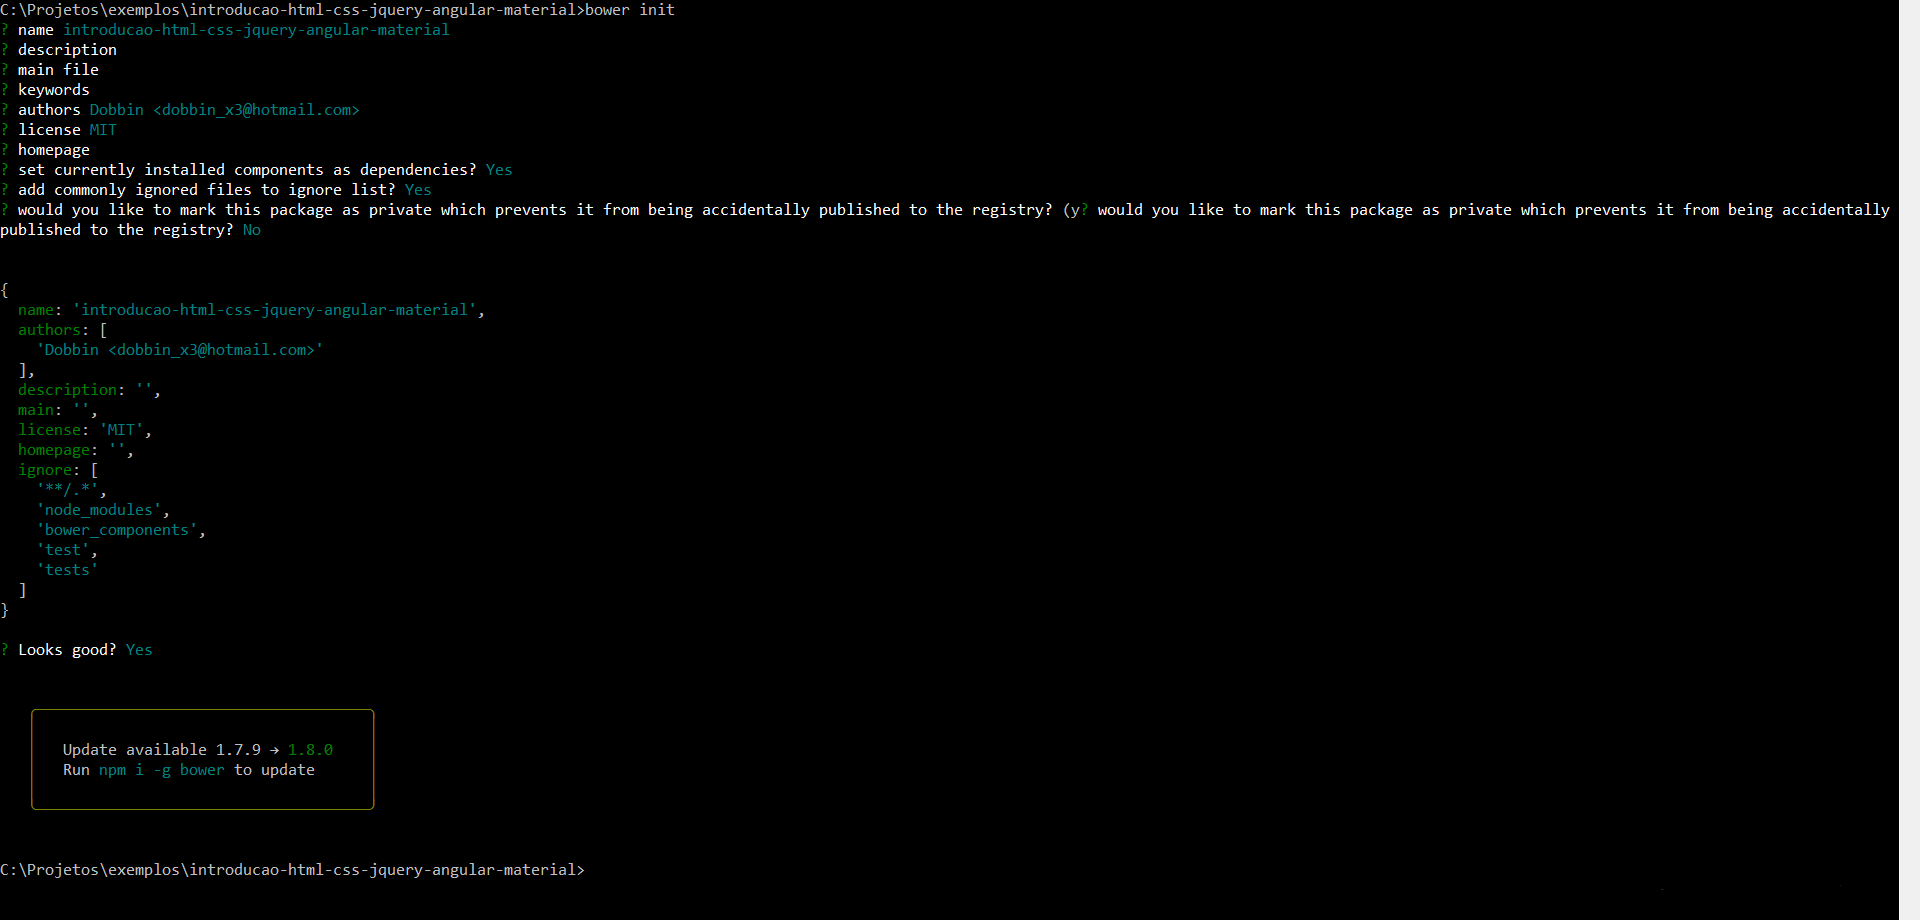 C:\Projetos\exemplos\introducao-html-css-jquery-angular-material>bower init
? name introducao-html-css-jquery-angular-material
? description
? main file
? keywords
? authors Dobbin <dobbin_x3@hotmail.com>
? license MIT
? homepage
? set currently installed components as dependencies? Yes
? add commonly ignored files to ignore list? Yes
? would you like to mark this package as private which prevents it from being accidentally published to the registry? (y? would you like to mark this package as private which prevents it from being accidentally
published to the registry? No
{
  name: 'introducao-html-css-jquery-angular-material',
  authors: [
    'Dobbin <dobbin_x3@hotmail.com>'
  ],
  description: '',
  main: '',
  license: 'MIT',
  homepage: '',
  ignore: [
    '**/.*',
    'node_modules',
    'bower_components',
    'test',
    'tests'
  ]
}
? Looks good? Yes
Update available 1.7.9 → 1.8.0
Run npm i -g bower to update
C:\Projetos\exemplos\introducao-html-css-jquery-angular-material>